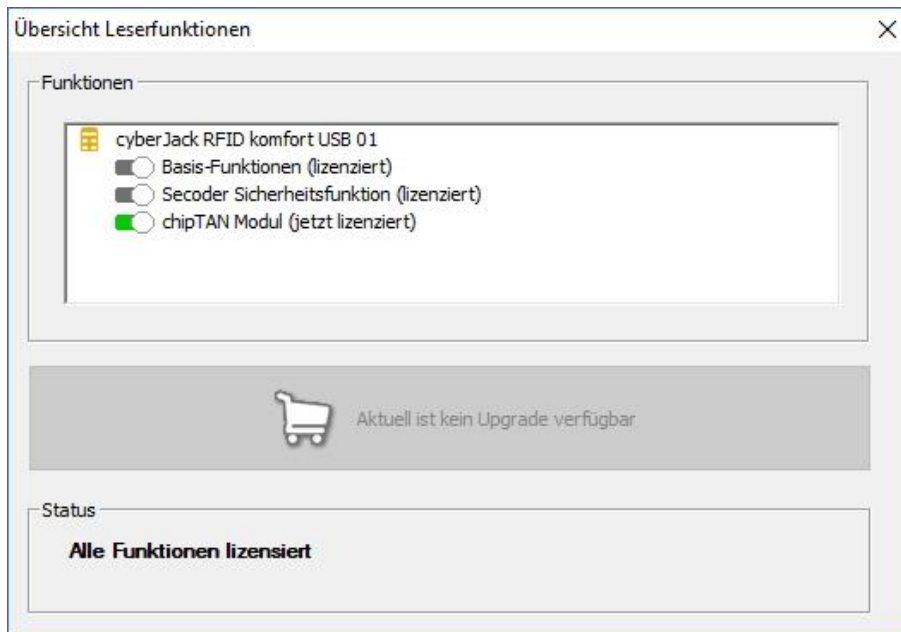 Übersicht Leserfunktionen
Funktionen
cyberJack RFID komfort USB 01
Basis-Funktionen (lizenziert)
Secoder Sicherheitsfunktion (lizenziert)
chipTAN Modul (jetzt lizenziert)
Aktuell ist kein Upgrade verfügbar
Status
Alle Funktionen lizensiert